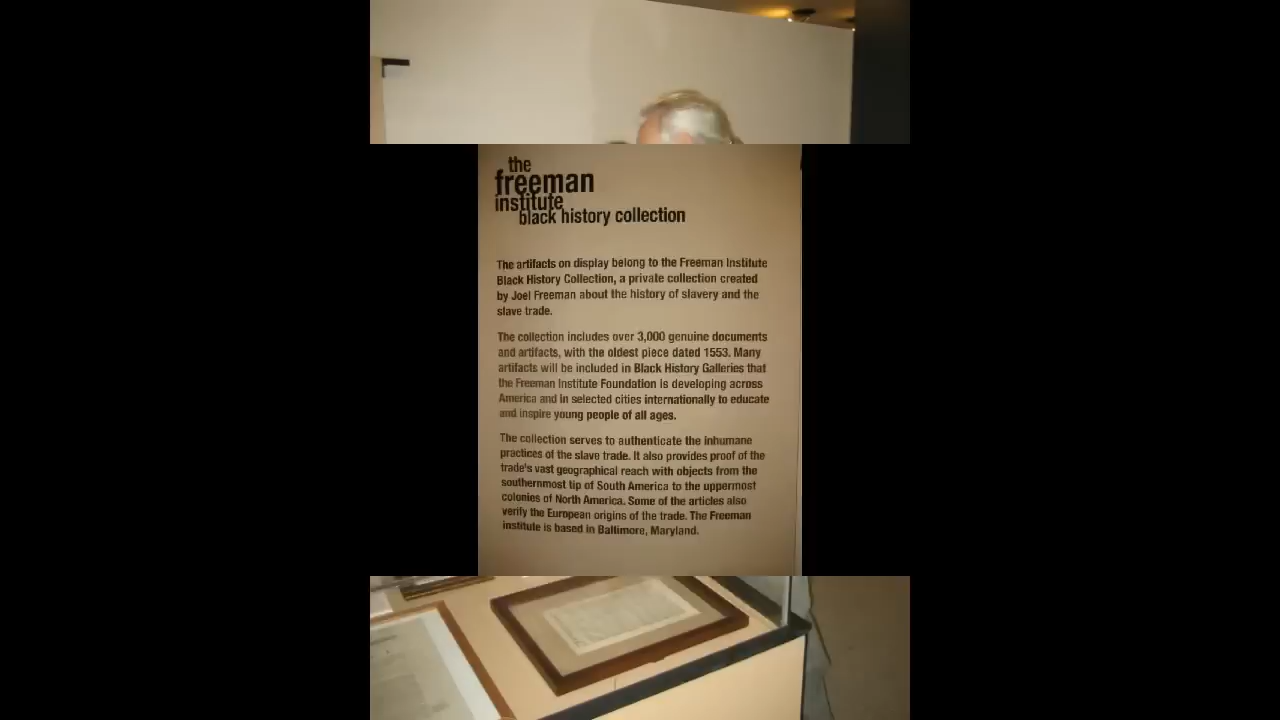 the
freeman
institute
black history collection
The artifacts on display belong to the Freeman Institute
Black History Collection, a private collection created
by Joel Freeman about the history of slavery and the
slave trade.
The collection includes over 3,000 genuine documents
and artifacts, with the oldest piece dated 1553. Many
artifacts will be included in Black History Galleries that
the Freeman Institute Foundation is developing across
America and in selected cities internationally to educate
and inspire young people of all ages.
The collection serves to authenticate the inhumane
practices of the slave trade. It also provides proof of the
trade's vast geographical reach with objects from the
southernmost tip of South America to the uppermost
colonies of North America. Some of the articles also
verify the European origins of the trade. The Freeman
institute is based in Baltimore, Maryland.